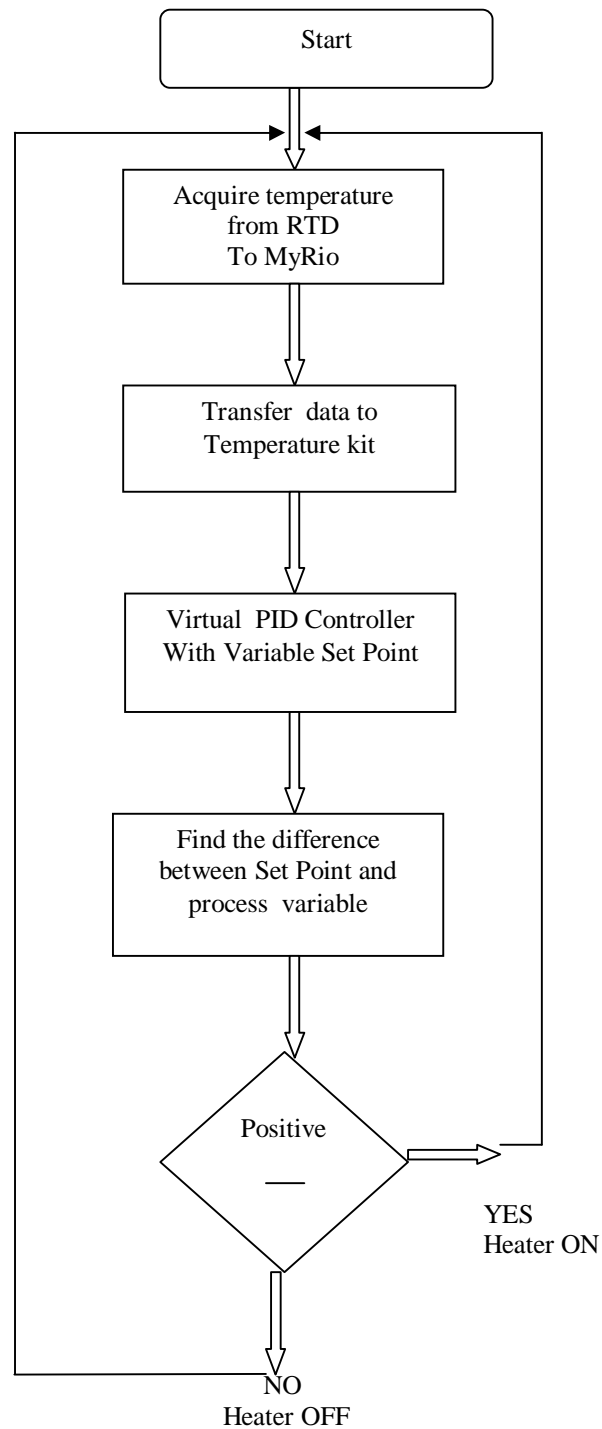 Start
Acquire temperature
from RTD
To MyRio
Transfer data to
Temperature kit
Virtual PID Controller
With Variable Set Point
Find the difference
between Set Point and
process variable
Positive
YES
Heater ON
NO
Heater OFF